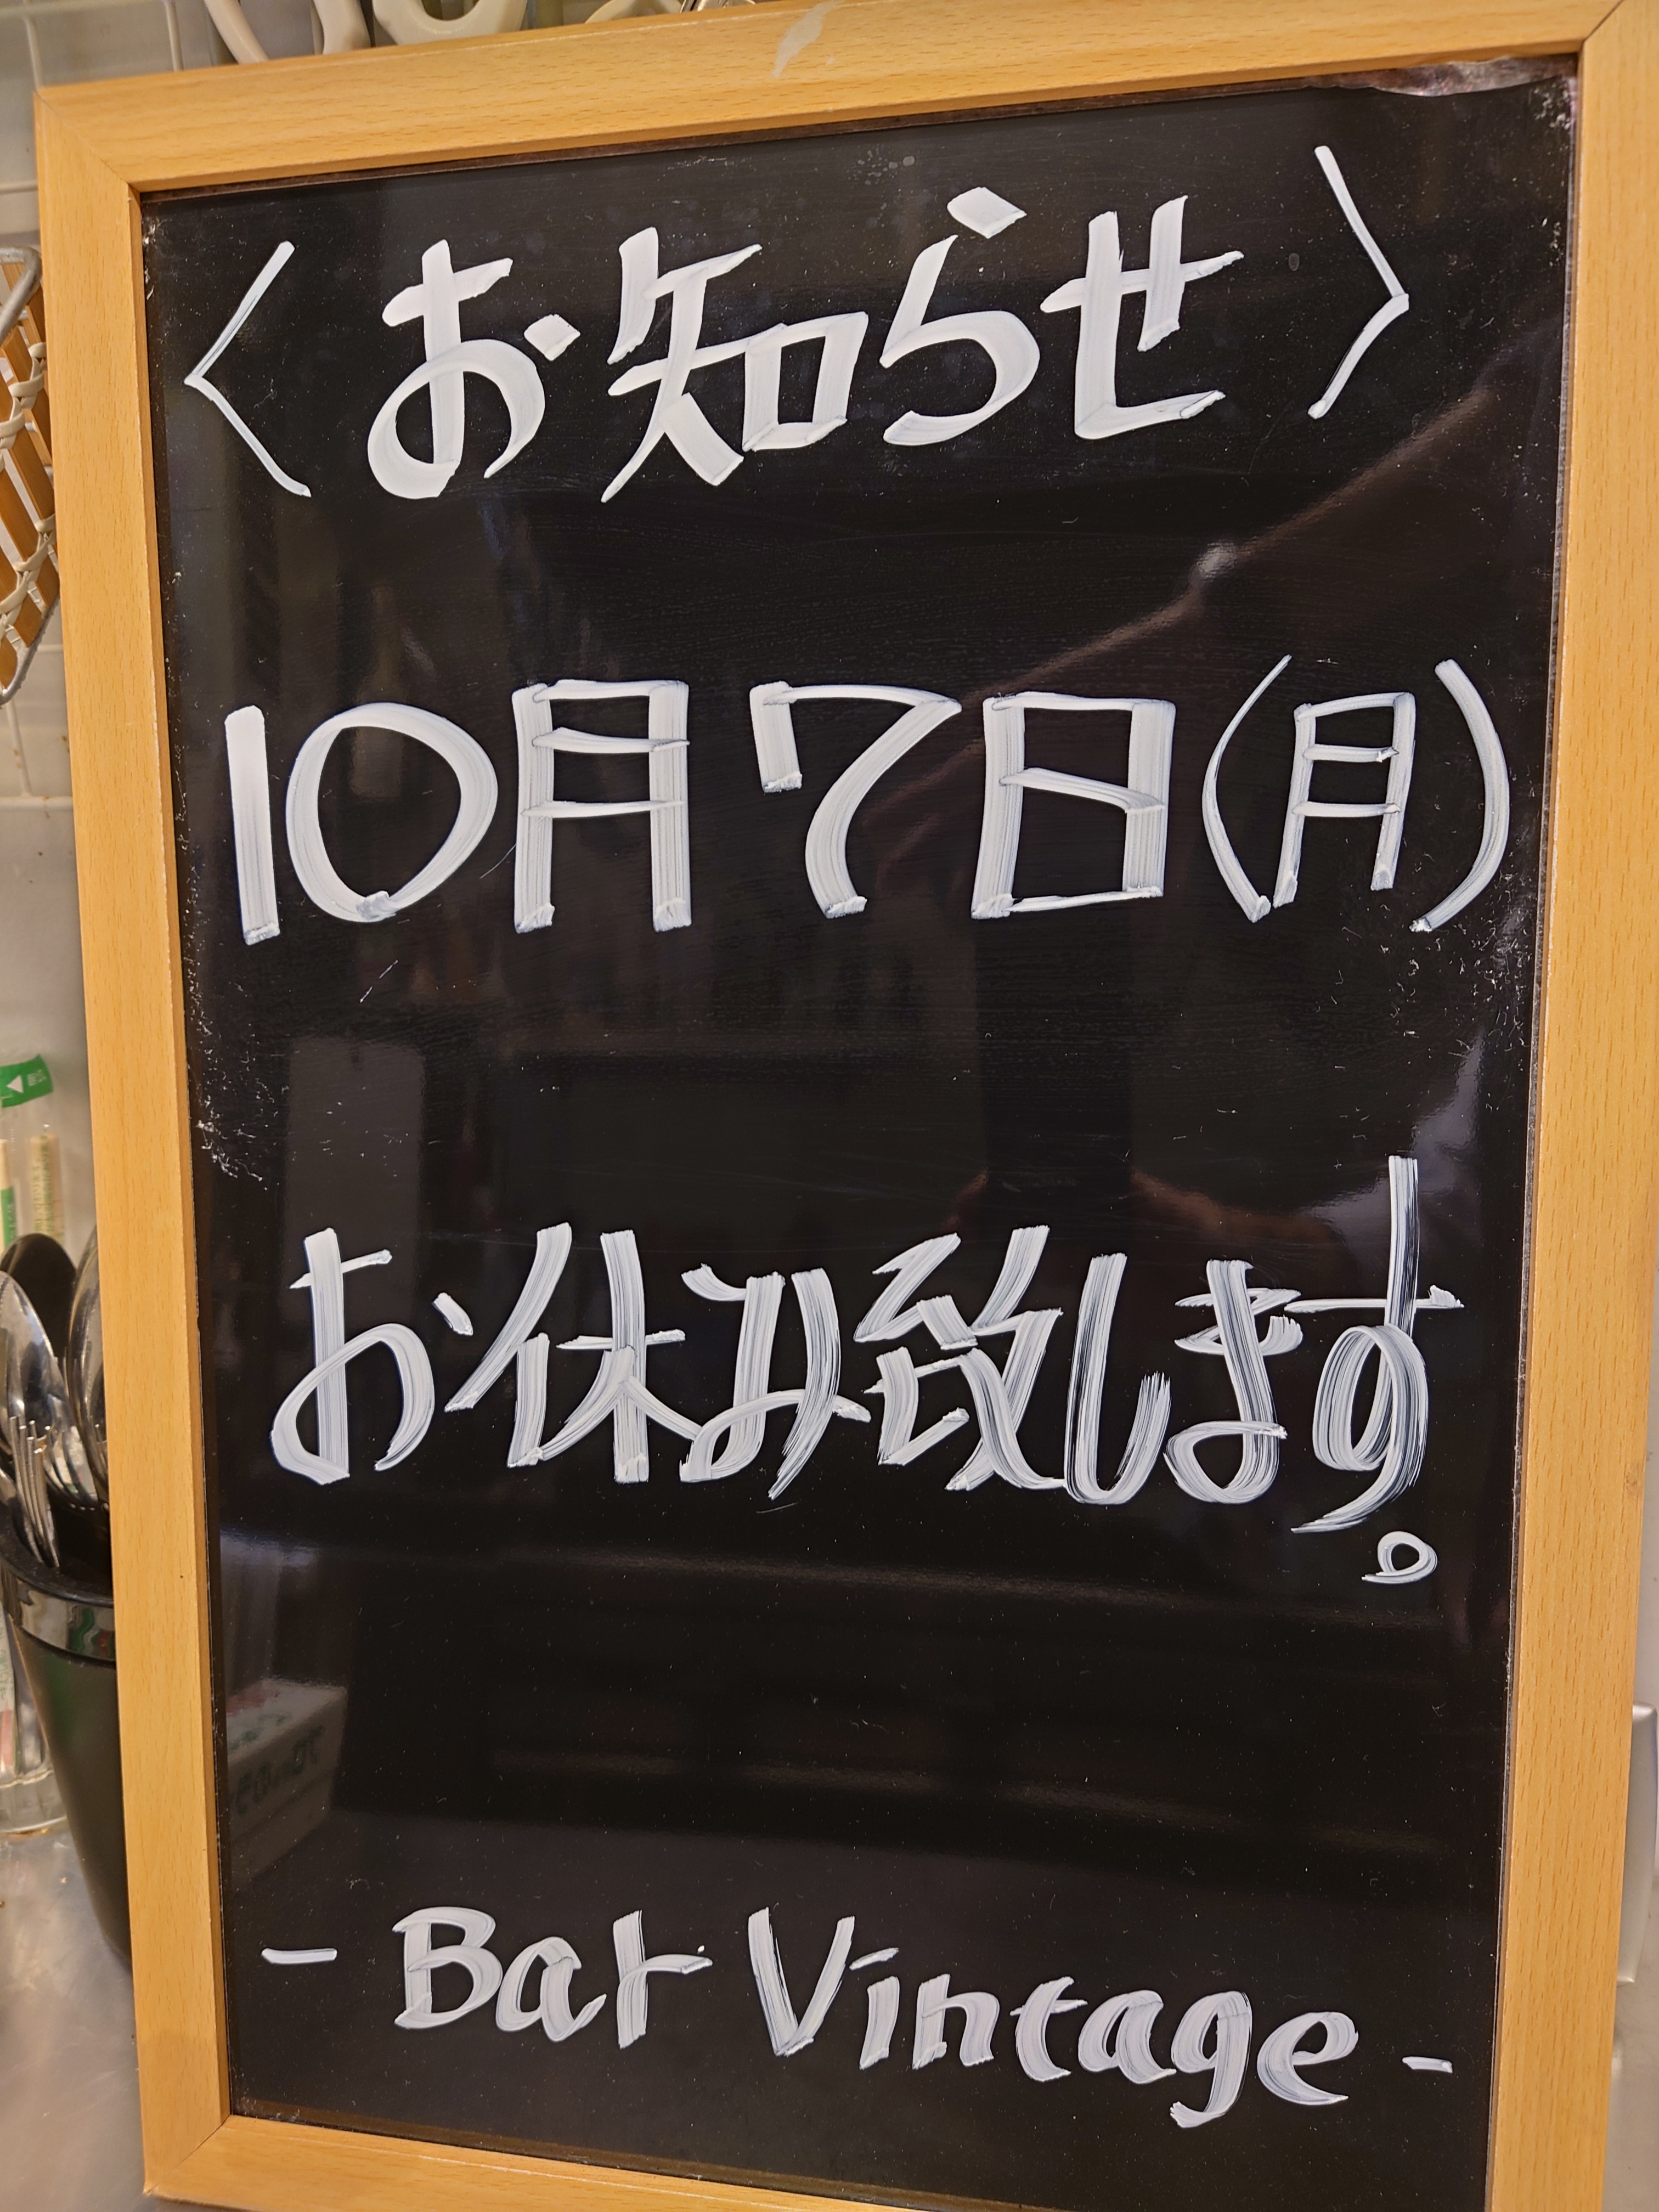 〈お知らせ〉
10月7日(月)
お休み致します。
- Bar Vintage -